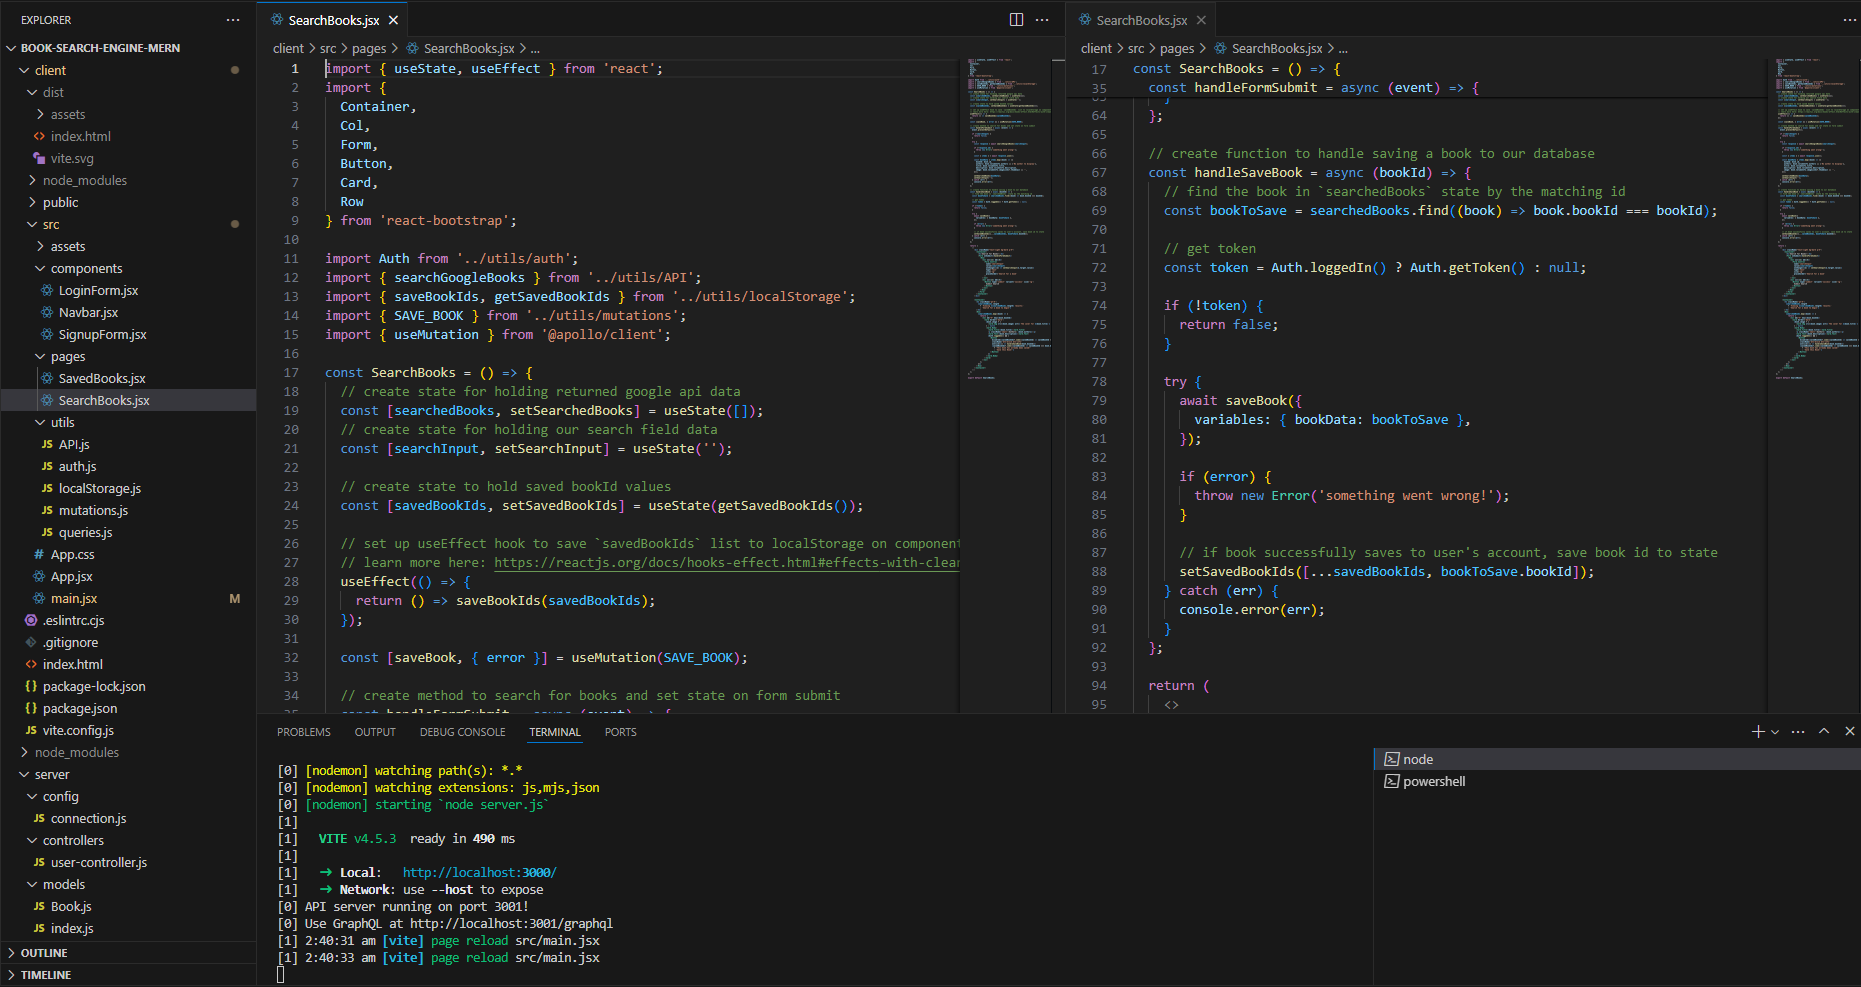 EXPLORER
BOOK-SEARCH-ENGINE-MERN
client
dist
assets
index.html
vite.svg
node_modules
public
src
assets
components
LoginForm.jsx
Navbar.jsx
SignupForm.jsx
pages
SavedBooks.jsx
SearchBooks.jsx
utils
JS API.js
JS auth.js
JS localStorage.js
JS mutations.js
JS queries.js
# App.css
App.jsx
main.jsx M
.eslintrc.cjs
.gitignore
<> index.html
{} package-lock.json
{} package.json
JS vite.config.js
node_modules
server
config
JS connection.js
controllers
JS user-controller.js
models
JS Book.js
JS index.js
OUTLINE
TIMELINE
SearchBooks.jsx
client > src > pages > SearchBooks.jsx > ...
1 import { useState, useEffect } from 'react';
2 import {
3 Container,
4 Col,
5 Form,
6 Button,
7 Card,
8 Row
9 } from 'react-bootstrap';
10
11 import Auth from '../utils/auth';
12 import { searchGoogleBooks } from '../utils/API';
13 import { saveBookIds, getSavedBookIds } from '../utils/localStorage';
14 import { SAVE_BOOK } from '../utils/mutations';
15 import { useMutation } from '@apollo/client';
16
17 const SearchBooks = () => {
18 // create state for holding returned google api data
19 const [searchedBooks, setSearchedBooks] = useState([]);
20 // create state for holding our search field data
21 const [searchInput, setSearchInput] = useState('');
22
23 // create state to hold saved bookId values
24 const [savedBookIds, setSavedBookIds] = useState(getSavedBookIds());
25
26 // set up useEffect hook to save `savedBookIds` list to localStorage on component
27 // learn more here: https://reactjs.org/docs/hooks-effect.html#effects-with-clean
28 useEffect(() => {
29 return () => saveBookIds(savedBookIds);
30 });
31
32 const [saveBook, { error }] = useMutation(SAVE_BOOK);
33
34 // create method to search for books and set state on form submit
35 const handleFormSubmit = async (event) => {
SearchBooks.jsx
client > src > pages > SearchBooks.jsx > ...
17 const SearchBooks = () => {
35 const handleFormSubmit = async (event) => {
63 }
64 };
65
66 // create function to handle saving a book to our database
67 const handleSaveBook = async (bookId) => {
68 // find the book in `searchedBooks` state by the matching id
69 const bookToSave = searchedBooks.find((book) => book.bookId === bookId);
70
71 // get token
72 const token = Auth.loggedIn() ? Auth.getToken() : null;
73
74 if (!token) {
75 return false;
76 }
77
78 try {
79 await saveBook({
80 variables: { bookData: bookToSave },
81 });
82
83 if (error) {
84 throw new Error('something went wrong!');
85 }
86
87 // if book successfully saves to user's account, save book id to state
88 setSavedBookIds([...savedBookIds, bookToSave.bookId]);
89 } catch (err) {
90 console.error(err);
91 }
92 };
93
94 return (
95 <>
PROBLEMS OUTPUT DEBUG CONSOLE TERMINAL PORTS
[0] [nodemon] watching path(s): *.*
[0] [nodemon] watching extensions: js,mjs,json
[0] [nodemon] starting `node server.js`
[1]
[1] VITE v4.5.3 ready in 490 ms
[1]
[1] ➜ Local: http://localhost:3000/
[1] ➜ Network: use --host to expose
[0] API server running on port 3001!
[0] Use GraphQL at http://localhost:3001/graphql
[1] 2:40:31 am [vite] page reload src/main.jsx
[1] 2:40:33 am [vite] page reload src/main.jsx
node
powershell